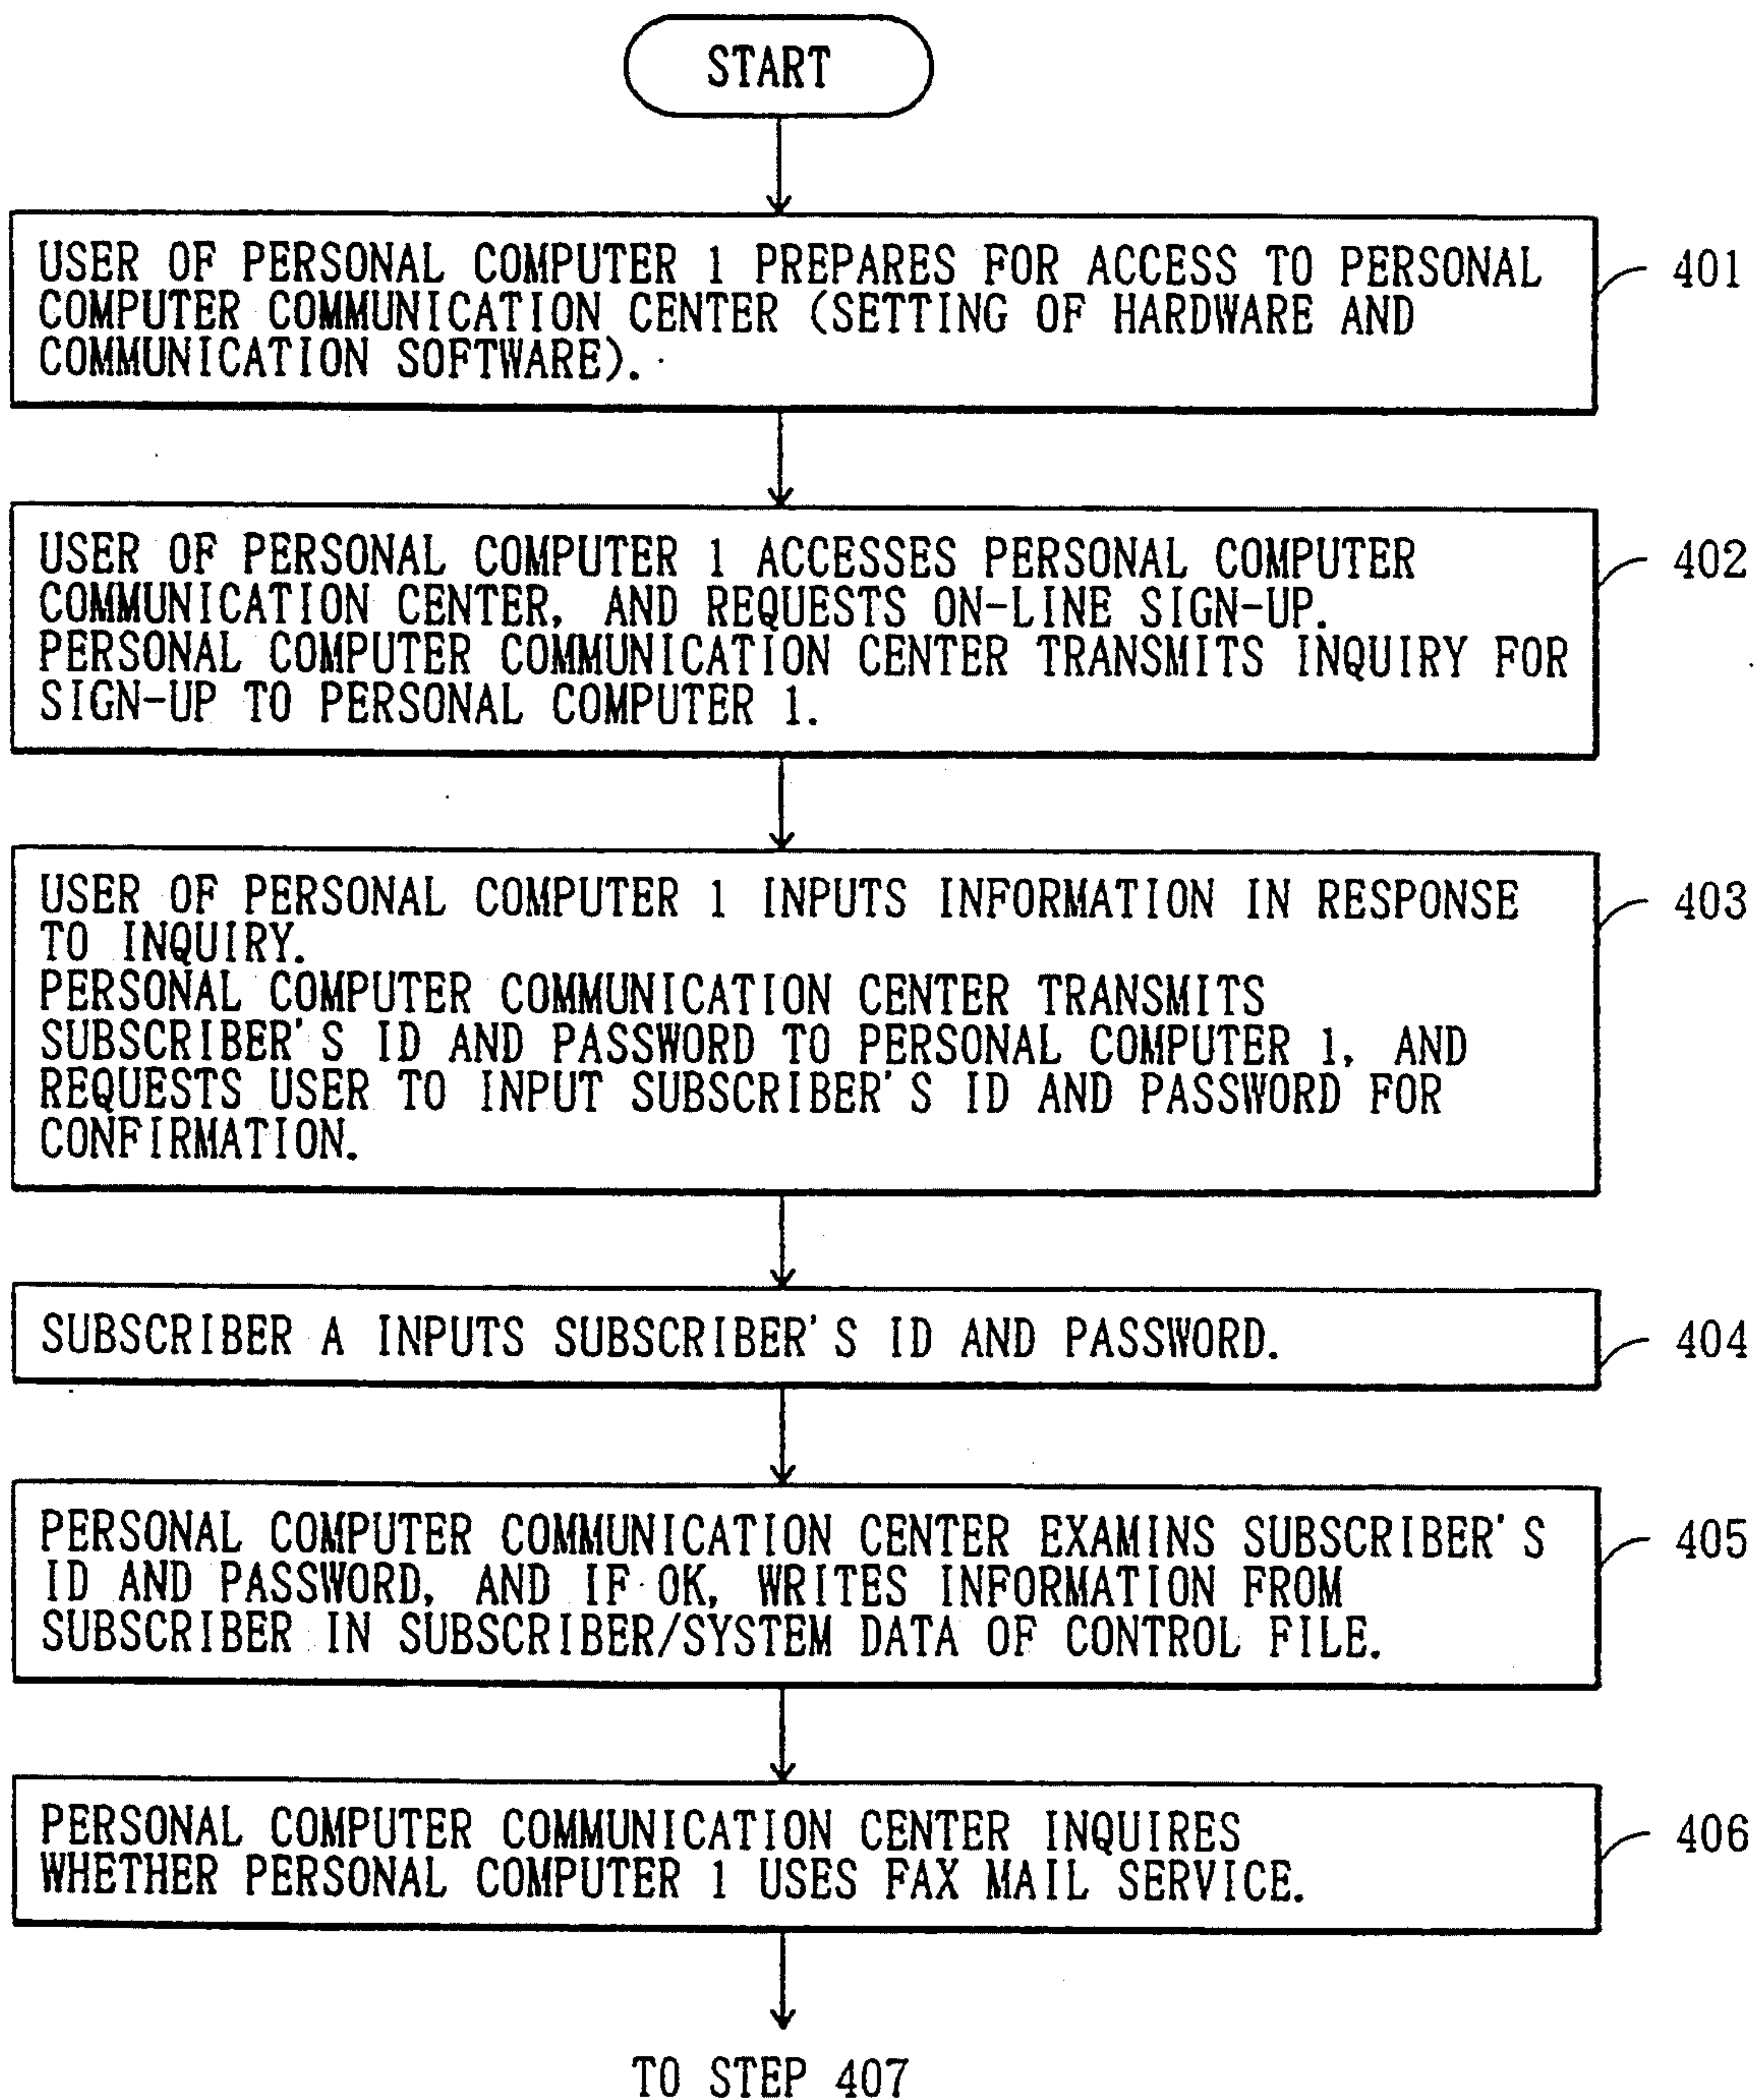 START
USER OF PERSONAL COMPUTER 1 PREPARES FOR ACCESS TO PERSONAL
COMPUTER COMMUNICATION CENTER (SETTING OF HARDWARE AND
COMMUNICATION SOFTWARE).
401
USER OF PERSONAL COMPUTER 1 ACCESSES PERSONAL COMPUTER
COMMUNICATION CENTER, AND REQUESTS ON-LINE SIGN-UP.
PERSONAL COMPUTER COMMUNICATION CENTER TRANSMITS INQUIRY FOR
SIGN-UP TO PERSONAL COMPUTER 1.
402
USER OF PERSONAL COMPUTER 1 INPUTS INFORMATION IN RESPONSE
TO INQUIRY.
PERSONAL COMPUTER COMMUNICATION CENTER TRANSMITS
SUBSCRIBER'S ID AND PASSWORD TO PERSONAL COMPUTER 1, AND
REQUESTS USER TO INPUT SUBSCRIBER'S ID AND PASSWORD FOR
CONFIRMATION.
403
SUBSCRIBER A INPUTS SUBSCRIBER'S ID AND PASSWORD.
404
PERSONAL COMPUTER COMMUNICATION CENTER EXAMINS SUBSCRIBER'S
ID AND PASSWORD, AND IF OK, WRITES INFORMATION FROM
SUBSCRIBER IN SUBSCRIBER/SYSTEM DATA OF CONTROL FILE.
405
PERSONAL COMPUTER COMMUNICATION CENTER INQUIRES
WHETHER PERSONAL COMPUTER 1 USES FAX MAIL SERVICE.
406
TO STEP 407